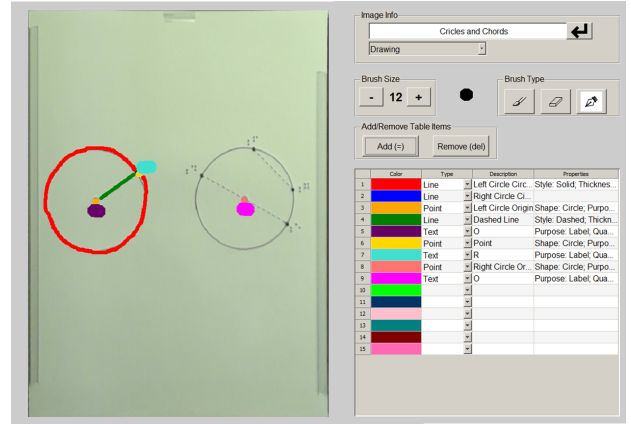 Image Info
Cricles and Chords
Drawing
Brush Size
- 12 +
Brush Type
Add/Remove Table Items
Add (=)
Remove (del)
Color Type Description Properties
1 Line Left Circle Circ... Style: Solid; Thicknes...
2 Line Right Circle Ci...
3 Point Left Circle Origin Shape: Circle; Purpo...
4 Line Dashed Line Style: Dashed; Thickn...
5 Text O Purpose: Label; Qua...
6 Point Point Shape: Circle; Purpo...
7 Text R Purpose: Label; Qua...
8 Point Right Circle Or... Shape: Circle; Purpo...
9 Text O Purpose: Label; Qua...
10
11
12
13
14
15